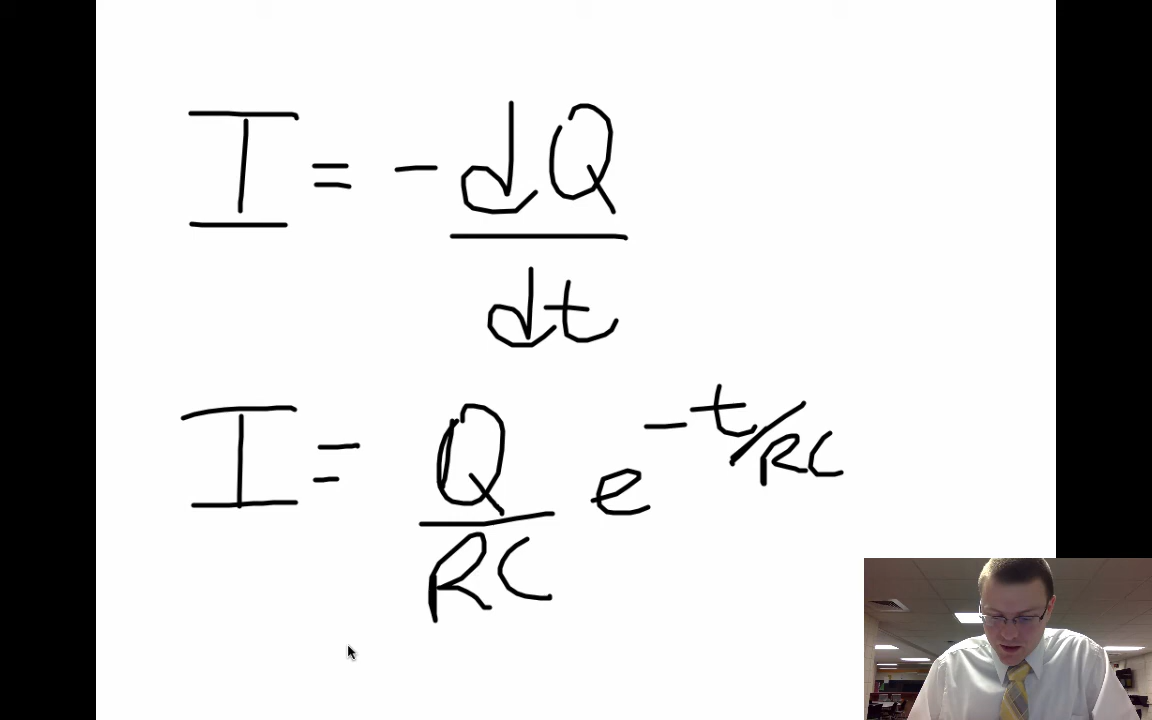 I = - dQ
dt
I = Q e^-t/RC
RC